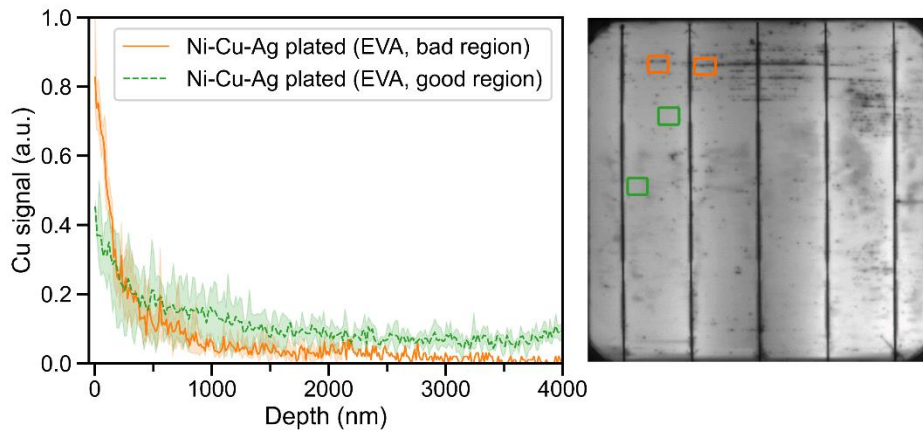 1.0
0.8
0.6
0.4
0.2
0.0
Cu signal (a.u.)
Ni-Cu-Ag plated (EVA, bad region)
Ni-Cu-Ag plated (EVA, good region)
0 1000 2000 3000 4000
Depth (nm)